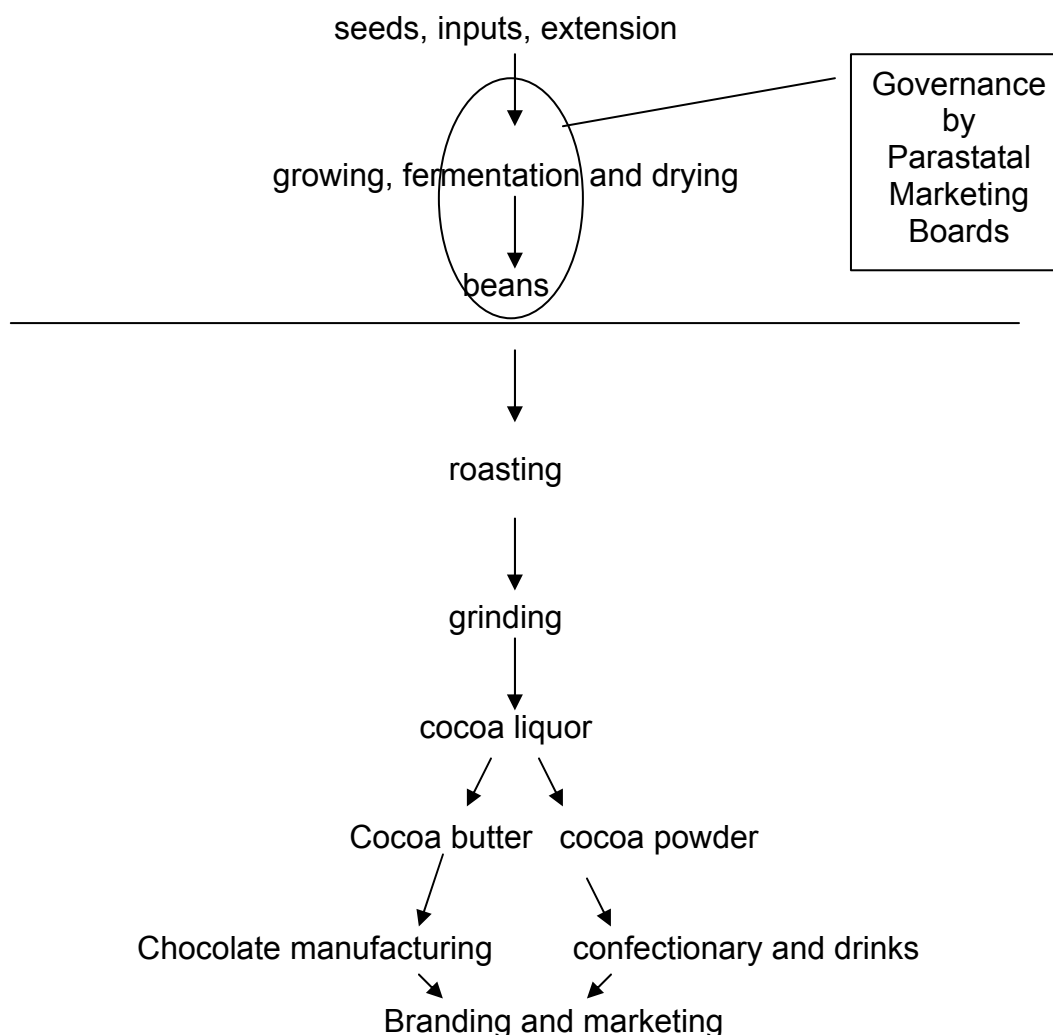 seeds, inputs, extension
Governance
by
Parastatal
Marketing
Boards
growing, fermentation and drying
beans
roasting
grinding
cocoa liquor
Cocoa butter
cocoa powder
Chocolate manufacturing
confectionary and drinks
Branding and marketing